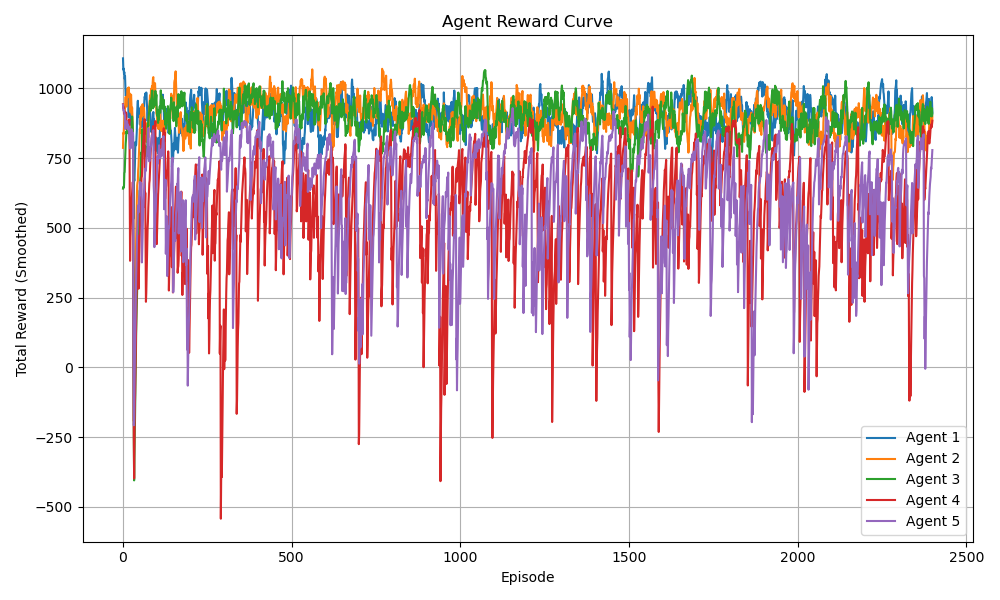 Agent Reward Curve
Total Reward (Smoothed)
1000
750
500
250
0
−250
−500
0
500
1000
1500
2000
2500
Episode
Agent 1
Agent 2
Agent 3
Agent 4
Agent 5